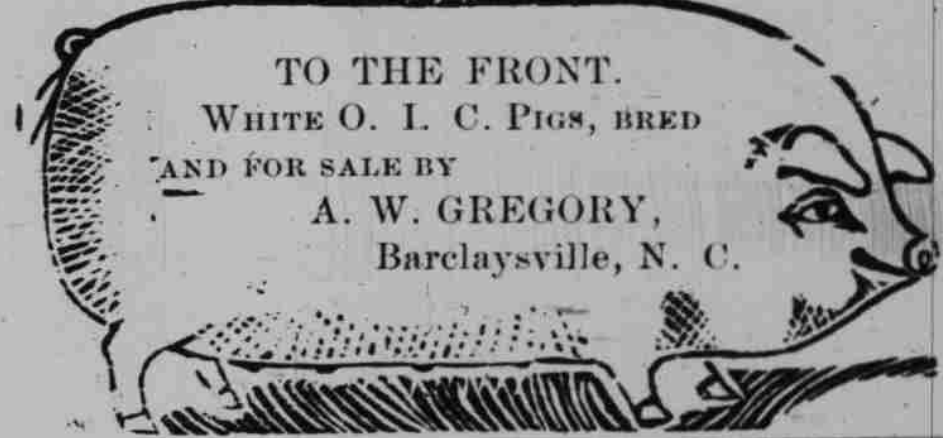 TO THE FRONT.
WHITE O. I. C. PIGS, BRED
AND FOR SALE BY
A. W. GREGORY,
Barclaysville, N. C.